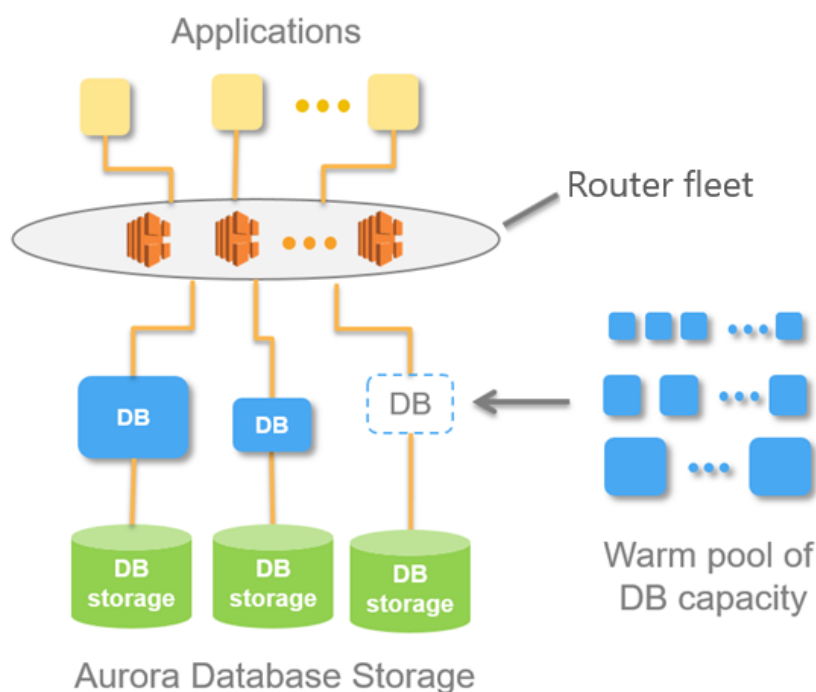 Applications
Router fleet
DB
DB
DB
DB
storage
DB
storage
DB
storage
Warm pool of
DB capacity
Aurora Database Storage